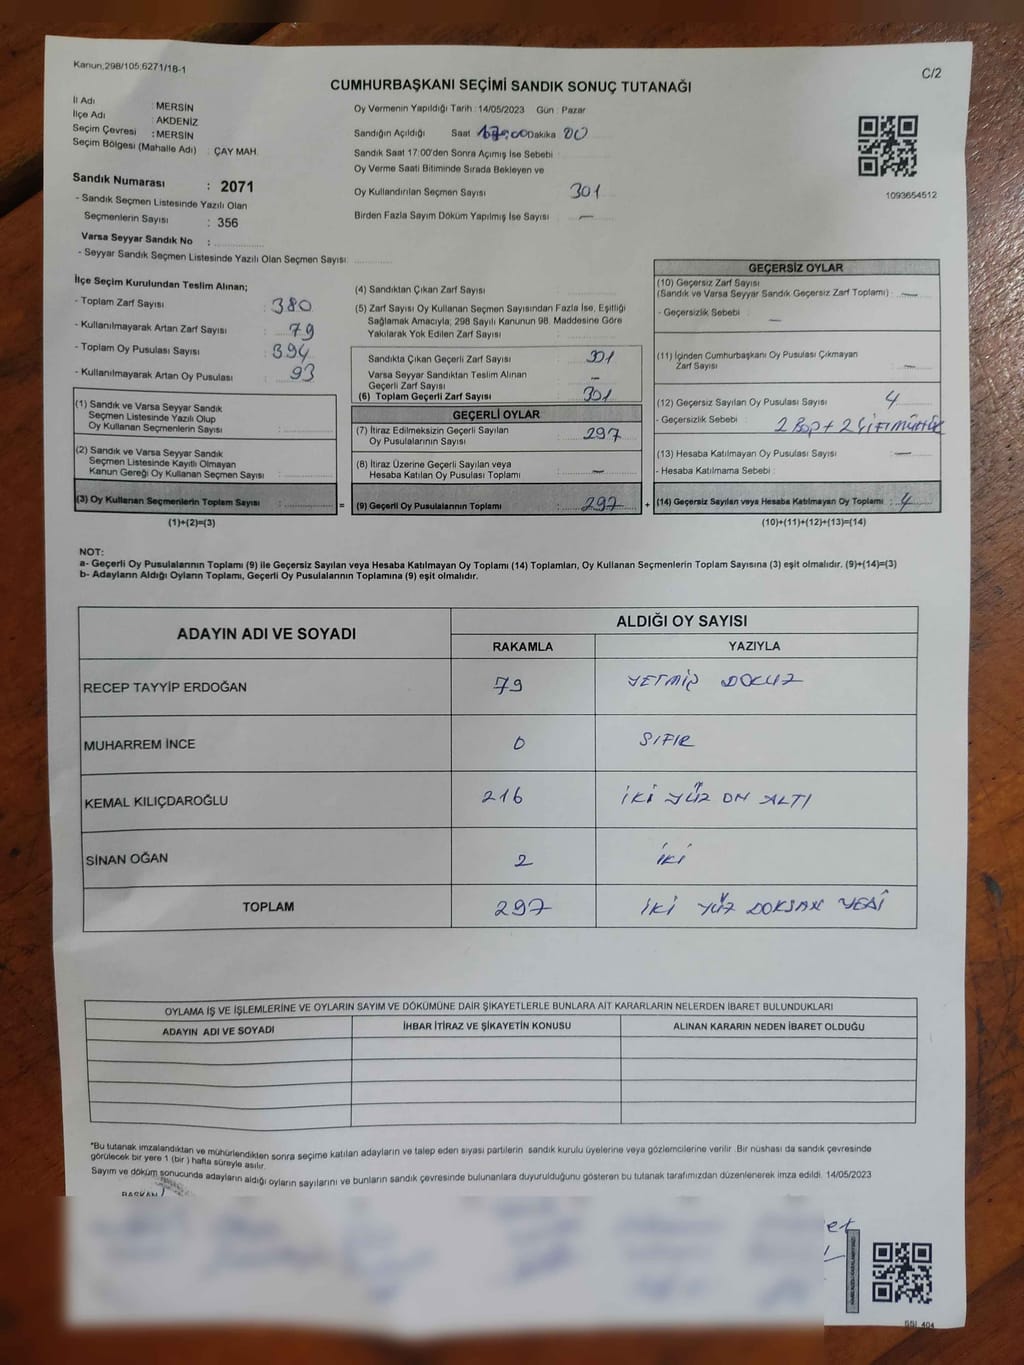 Kanun,298/105;6271/18-1
C/2
CUMHURBAŞKANI SEÇİMİ SANDIK SONUÇ TUTANAĞI
İl Adı : MERSİN
İlçe Adı : AKDENİZ
Seçim Çevresi : MERSİN
Seçim Bölgesi (Mahalle Adı) : ÇAY MAH.
Sandık Numarası : 2071
- Sandık Seçmen Listesinde Yazılı Olan
Seçmenlerin Sayısı : 356
Varsa Seyyar Sandık No :
- Seyyar Sandık Seçmen Listesinde Yazılı Olan Seçmen Sayısı:
Oy Vermenin Yapıldığı Tarih : 14/05/2023 Gün : Pazar
Sandığın Açıldığı Saat Dakika 00
Sandık Saat 17:00'den Sonra Açımış İse Sebebi
Oy Verme Saati Bitiminde Sırada Bekleyen ve
Oy Kullandırılan Seçmen Sayısı 301
Birden Fazla Sayım Döküm Yapılmış İse Sayısı —
1093654512
İlçe Seçim Kurulundan Teslim Alınan;
- Toplam Zarf Sayısı : 380
- Kullanılmayarak Artan Zarf Sayısı : 79
- Toplam Oy Pusulası Sayısı : 394
- Kullanılmayarak Artan Oy Pusulası : 93
(1) Sandık ve Varsa Seyyar Sandık
Seçmen Listesinde Yazılı Olup
Oy Kullanan Seçmenlerin Sayısı :
(2) Sandık ve Varsa Seyyar Sandık
Seçmen Listesinde Kayıtlı Olmayan
Kanun Gereği Oy Kullanan Seçmen Sayısı :
(3) Oy Kullanan Seçmenlerin Toplam Sayısı :
(1)+(2)=(3)
(4) Sandıktan Çıkan Zarf Sayısı :
(5) Zarf Sayısı Oy Kullanan Seçmen Sayısından Fazla İse, Eşitliği
Sağlamak Amacıyla; 298 Sayılı Kanunun 98. Maddesine Göre
Yakılarak Yok Edilen Zarf Sayısı :
Sandıkta Çıkan Geçerli Zarf Sayısı : 301
Varsa Seyyar Sandıktan Teslim Alınan
Geçerli Zarf Sayısı : —
(6) Toplam Geçerli Zarf Sayısı : 301
GEÇERLİ OYLAR
(7) İtiraz Edilmeksizin Geçerli Sayılan
Oy Pusulalarının Sayısı : 297
(8) İtiraz Üzerine Geçerli Sayılan veya
Hesaba Katılan Oy Pusulaları Toplamı : —
= (9) Geçerli Oy Pusulalarının Toplamı : 297 +
GEÇERSİZ OYLAR
(10) Geçersiz Zarf Sayısı
(Sandık ve Varsa Seyyar Sandık Geçersiz Zarf Toplamı) : —
- Geçersizlik Sebebi : —
(11) İçinden Cumhurbaşkanı Oy Pusulası Çıkmayan
Zarf Sayısı : —
(12) Geçersiz Sayılan Oy Pusulası Sayısı : 4
- Geçersizlik Sebebi : 2 Boş + 2 ÇİFT MÜHÜR
(13) Hesaba Katılmayan Oy Pusulası Sayısı : —
- Hesaba Katılmama Sebebi :
(14) Geçersiz Sayılan veya Hesaba Katılmayan Oy Toplamı : 4
(10)+(11)+(12)+(13)=(14)
NOT:
a- Geçerli Oy Pusulalarının Toplamı (9) ile Geçersiz Sayılan veya Hesaba Katılmayan Oy Toplamı (14) Toplamları, Oy Kullanan Seçmenlerin Toplam Sayısına (3) eşit olmalıdır. (9)+(14)=(3)
b- Adayların Aldığı Oyların Toplamı, Geçerli Oy Pusulalarının Toplamına (9) eşit olmalıdır.
ADAYIN ADI VE SOYADI
ALDIĞI OY SAYISI
RAKAMLA YAZIYLA
RECEP TAYYİP ERDOĞAN 79 YETMİŞ DOKUZ
MUHARREM İNCE 0 SIFIR
KEMAL KILIÇDAROĞLU 216 İKİ YÜZ ON ALTI
SİNAN OĞAN 2 İKİ
TOPLAM 297 İKİ YÜZ DOKSAN YEDİ
OYLAMA İŞ VE İŞLEMLERİNE VE OYLARIN SAYIM VE DÖKÜMÜNE DAİR ŞİKAYETLERLE BUNLARA AİT KARARLARIN NELERDEN İBARET BULUNDUKLARI
ADAYIN ADI VE SOYADI İHBAR İTİRAZ VE ŞİKAYETİN KONUSU ALINAN KARARIN NEDEN İBARET OLDUĞU
*Bu tutanak imzalandıktan ve mühürlendikten sonra seçime katılan adayların ve talep eden siyasi partilerin sandık kurulu üyelerine veya gözlemcilerine verilir .Bir nüshası da sandık çevresinde
görülecek bir yere 1 (bir ) hafta süreyle asılır.
Sayım ve döküm sonucunda adayların aldığı oyların sayılarını ve bunların sandık çevresinde bulunanlara duyurulduğunu gösteren bu tutanak tarafımızdan düzenlenerek imza edildi. 14/05/2023
BAŞKAN